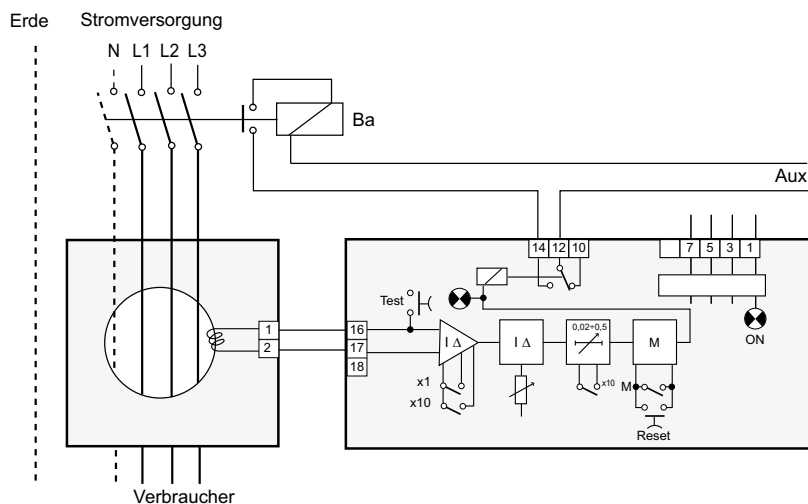 Erde Stromversorgung
N L1 L2 L3
Ba
Aux
14 12 10 7 5 3 1
Test
1 16 0,02÷0,5
2 17 I Δ I Δ M
18 ON
x1 x10 M
x10
Reset
Verbraucher